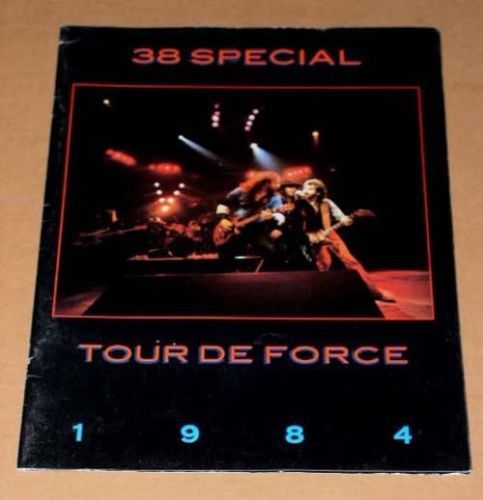 38 SPECIAL
TOUR DE FORCE
1 9 8 4